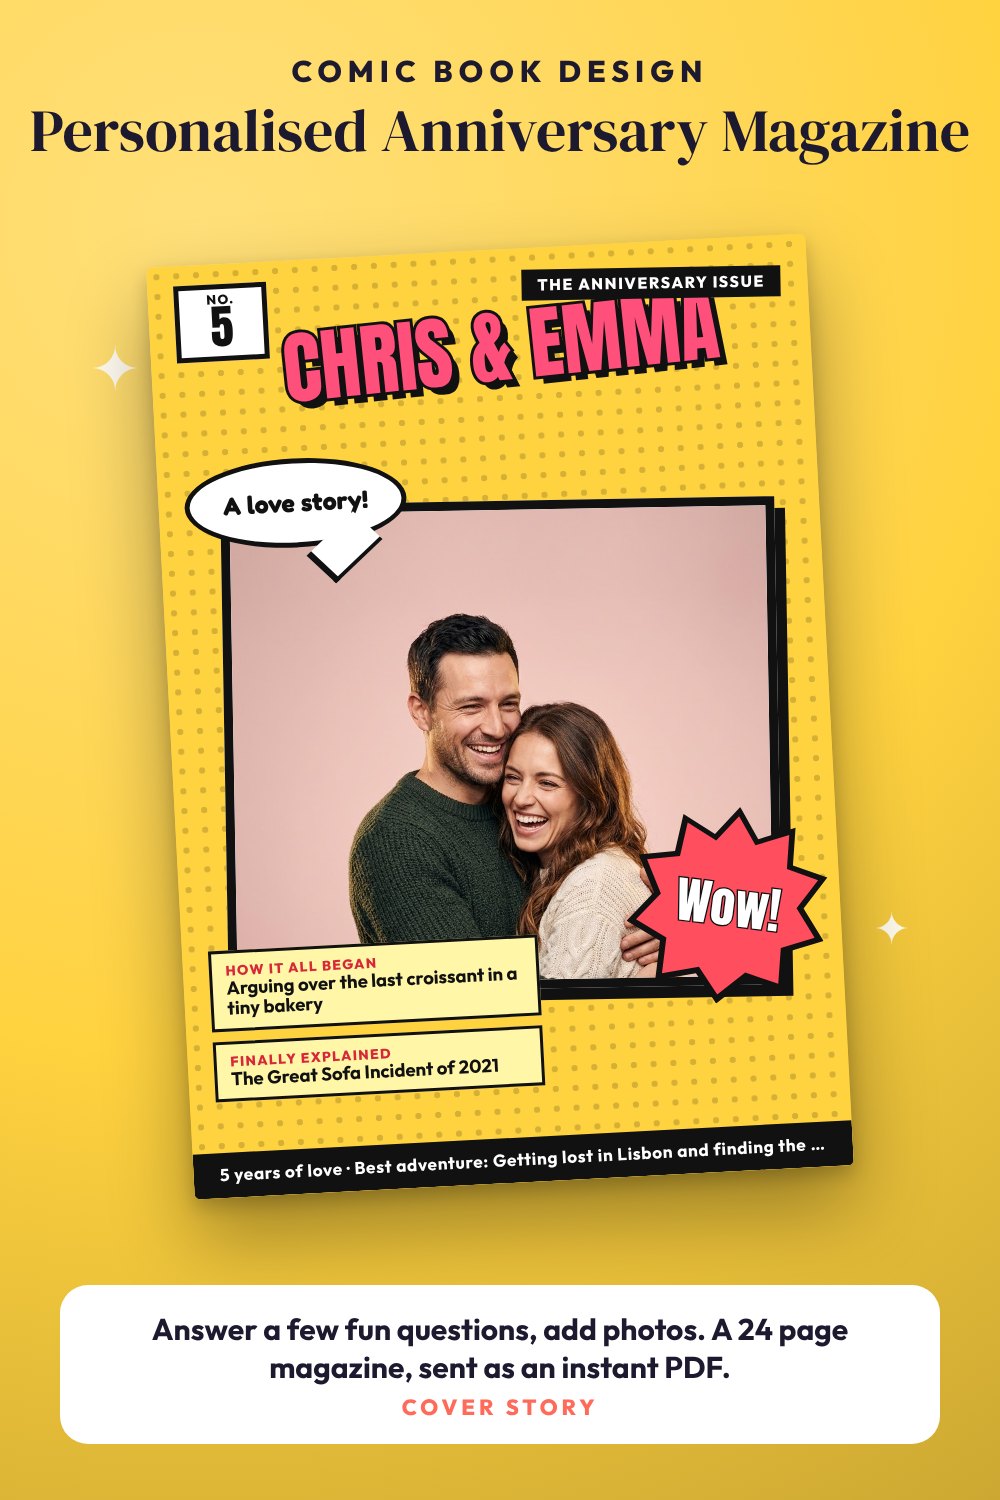 COMIC BOOK DESIGN
Personalised Anniversary Magazine
NO.
5
THE ANNIVERSARY ISSUE
CHRIS & EMMA
A love story!
Wow!
HOW IT ALL BEGAN
Arguing over the last croissant in a
tiny bakery
FINALLY EXPLAINED
The Great Sofa Incident of 2021
5 years of love · Best adventure: Getting lost in Lisbon and finding the ...
Answer a few fun questions, add photos. A 24 page
magazine, sent as an instant PDF.
COVER STORY